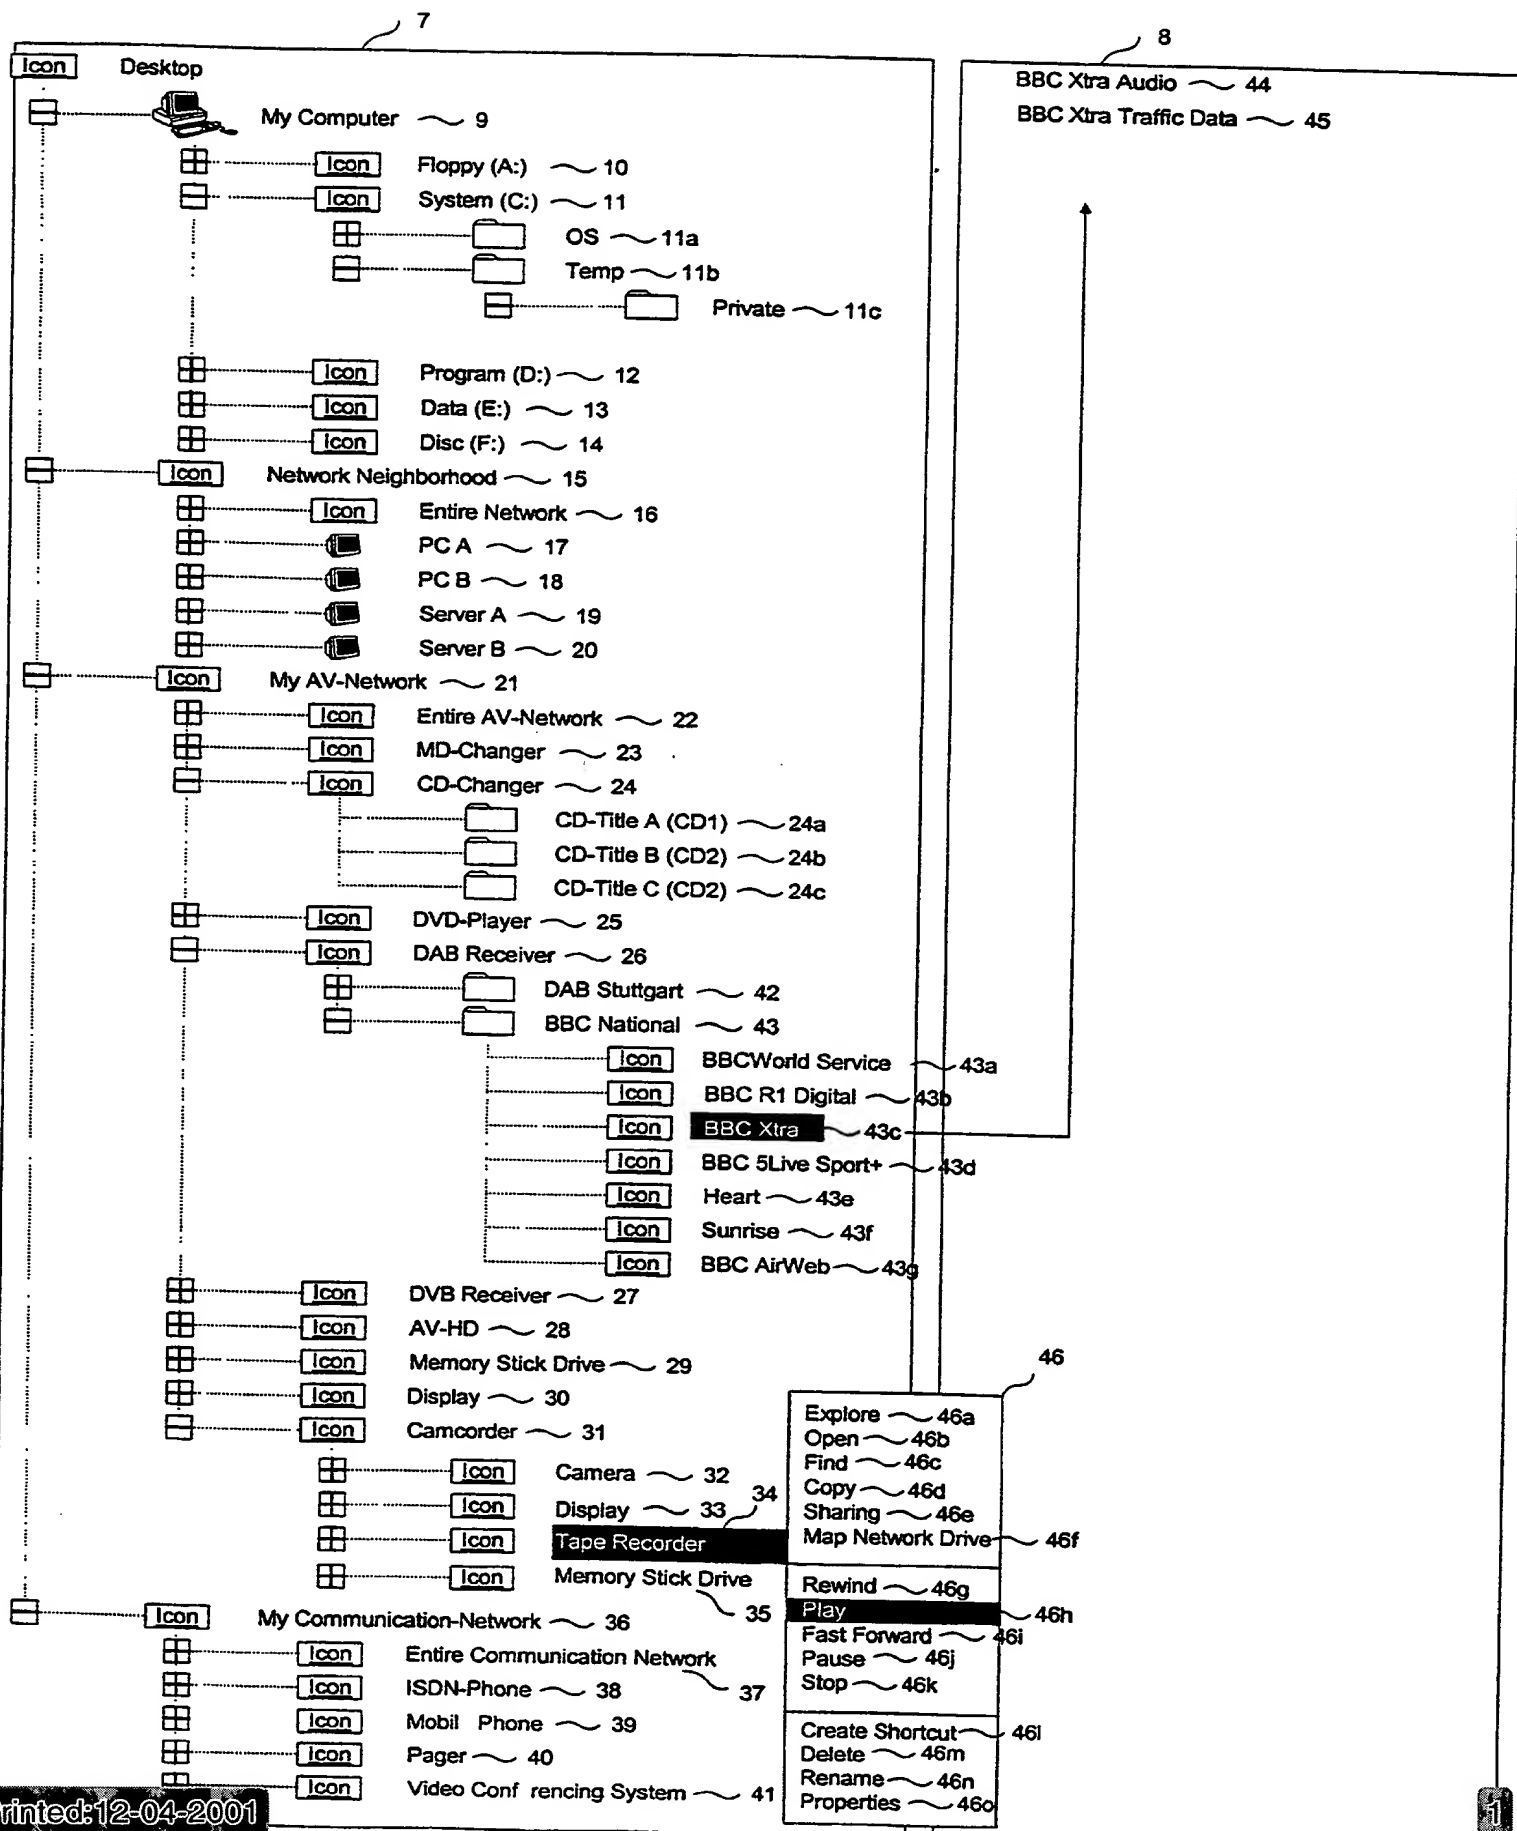 7
8
Icon Desktop
BBC Xtra Audio 44
My Computer 9
BBC Xtra Traffic Data 45
Icon Floppy (A:) 10
Icon System (C:) 11
OS 11a
Temp 11b
Private 11c
Icon Program (D:) 12
Icon Data (E:) 13
Icon Disc (F:) 14
Icon Network Neighborhood 15
Icon Entire Network 16
PC A 17
PC B 18
Server A 19
Server B 20
Icon My AV-Network 21
Icon Entire AV-Network 22
Icon MD-Changer 23
Icon CD-Changer 24
CD-Title A (CD1) 24a
CD-Title B (CD2) 24b
CD-Title C (CD2) 24c
Icon DVD-Player 25
Icon DAB Receiver 26
DAB Stuttgart 42
BBC National 43
Icon BBCWorld Service 43a
Icon BBC R1 Digital 43b
Icon BBC Xtra 43c
Icon BBC 5Live Sport+ 43d
Icon Heart 43e
Icon Sunrise 43f
Icon BBC AirWeb 43g
Icon DVB Receiver 27
Icon AV-HD 28
Icon Memory Stick Drive 29
Icon Display 30
Icon Camcorder 31
Icon Camera 32
Icon Display 33
34
Icon Tape Recorder
Icon Memory Stick Drive
35
46
Explore 46a
Open 46b
Find 46c
Copy 46d
Sharing 46e
Map Network Drive 46f
Rewind 46g
Play 46h
Fast Forward 46i
Pause 46j
Stop 46k
Create Shortcut 46l
Delete 46m
Rename 46n
Properties 46o
Icon My Communication-Network 36
Icon Entire Communication Network
37
Icon ISDN-Phone 38
Icon Mobil Phone 39
Icon Pager 40
Icon Video Conf rencing System 41
rinted:12-04-2001
1